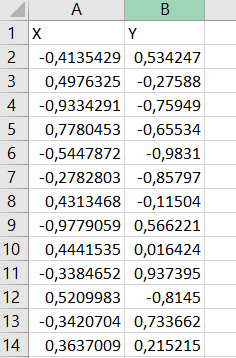 A B
1 X Y
2 -0,4135429 0,534247
3 0,4976325 -0,27588
4 -0,9334291 -0,75949
5 0,7780453 -0,65534
6 -0,5447872 -0,9831
7 -0,2782803 -0,85797
8 0,4313468 -0,11504
9 -0,9779059 0,566221
10 0,4441535 0,016424
11 -0,3384652 0,937395
12 0,5209983 -0,8145
13 -0,3420704 0,733662
14 0,3637009 0,215215